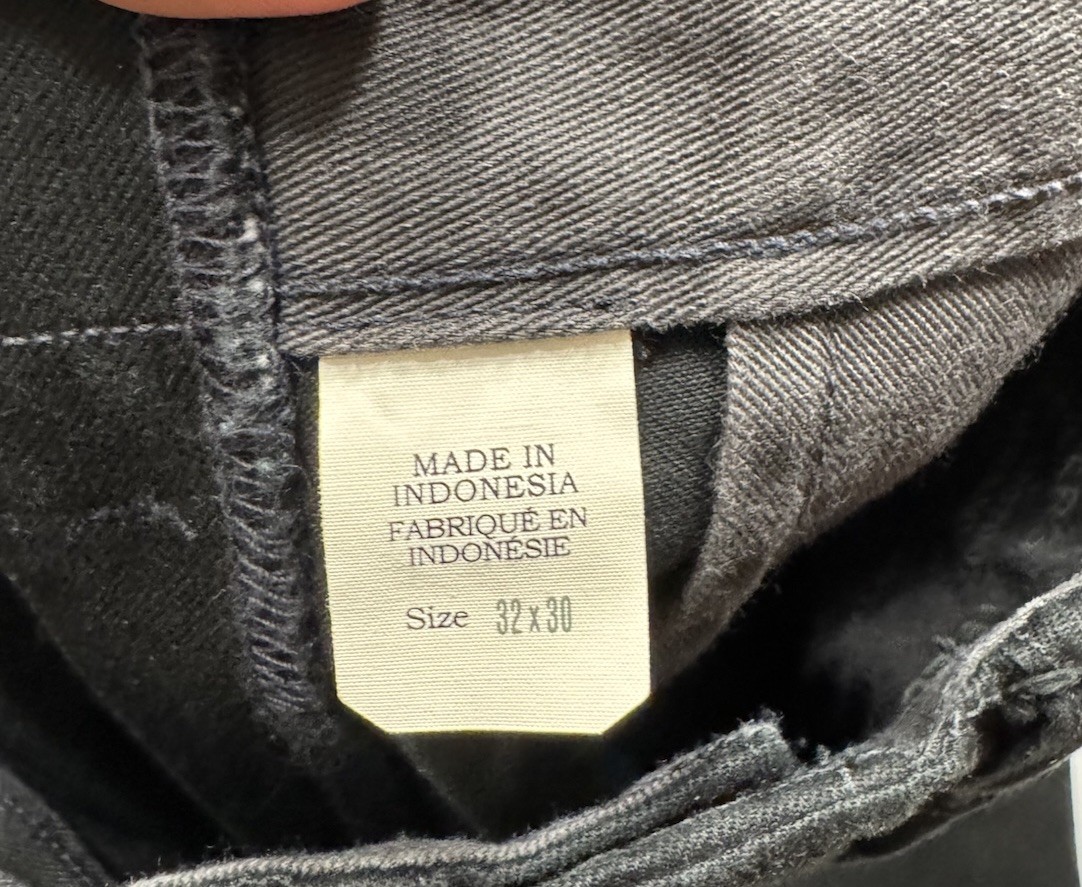 MADE IN
INDONESIA
FABRIQUÉ EN
INDONÉSIE
Size 32 x 30